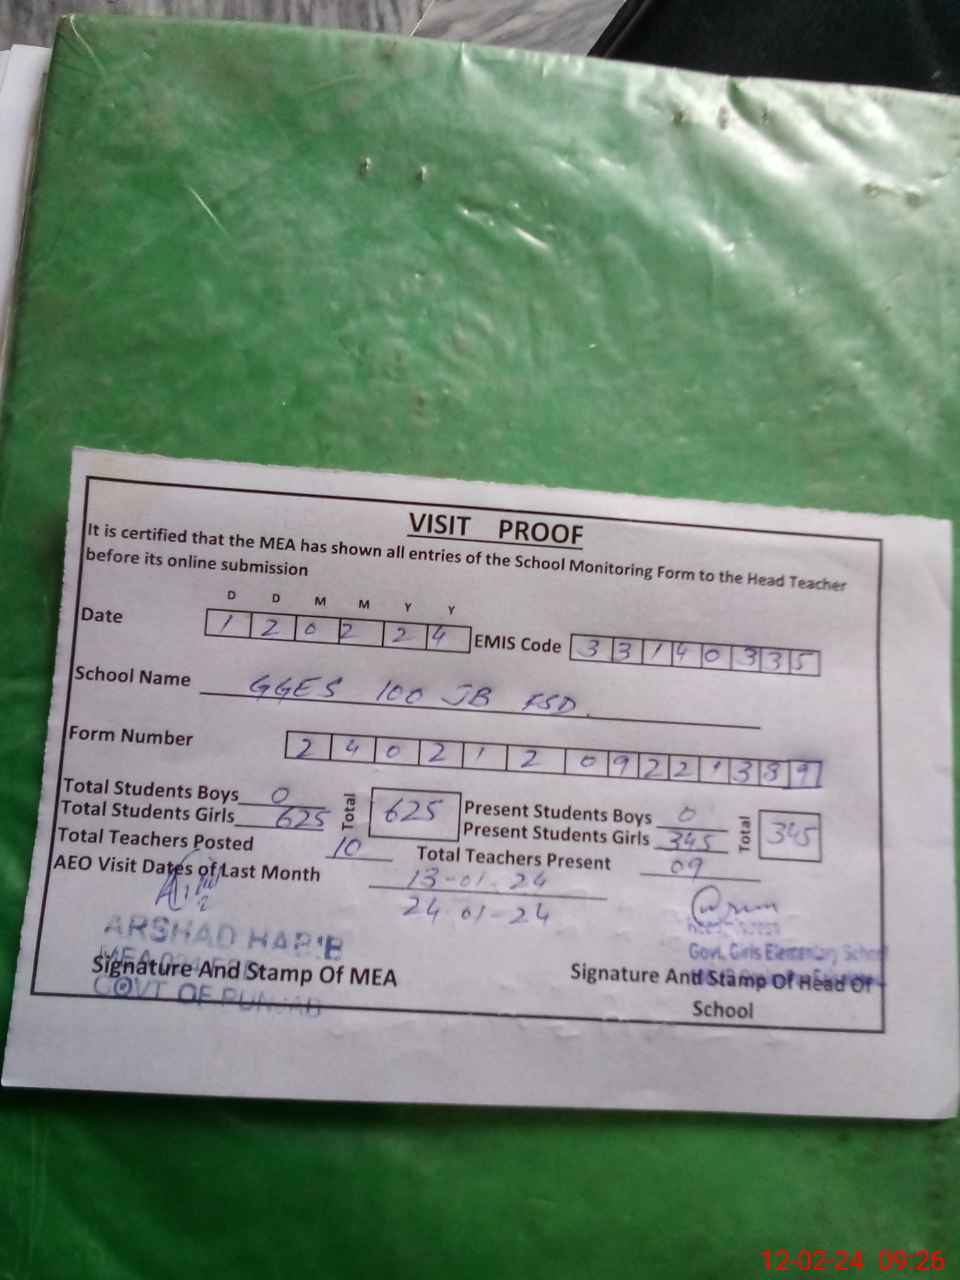 VISIT PROOF
It is certified that the MEA has shown all entries of the School Monitoring Form to the Head Teacher
before its online submission
D D M M Y Y
Date 1 2 0 2 2 4 EMIS Code 3 3 1 4 0 3 3 5
School Name GGES 100 JB FSD.
Form Number 2 4 0 2 1 2 0 9 2 2 1 3 8 9
Total Students Boys 0 Total 625 Present Students Boys 0 Total 345
Total Students Girls 625 Present Students Girls 345
Total Teachers Posted 10 Total Teachers Present 09
AEO Visit Dates of Last Month 13-01-24
24-01-24
ARSHAD HABIB
MEA
GOVT OF PUNJAB
Signature And Stamp Of MEA
Govt. Girls Elementary School
Signature And Stamp Of Head Of
School
12-02-24 09:26